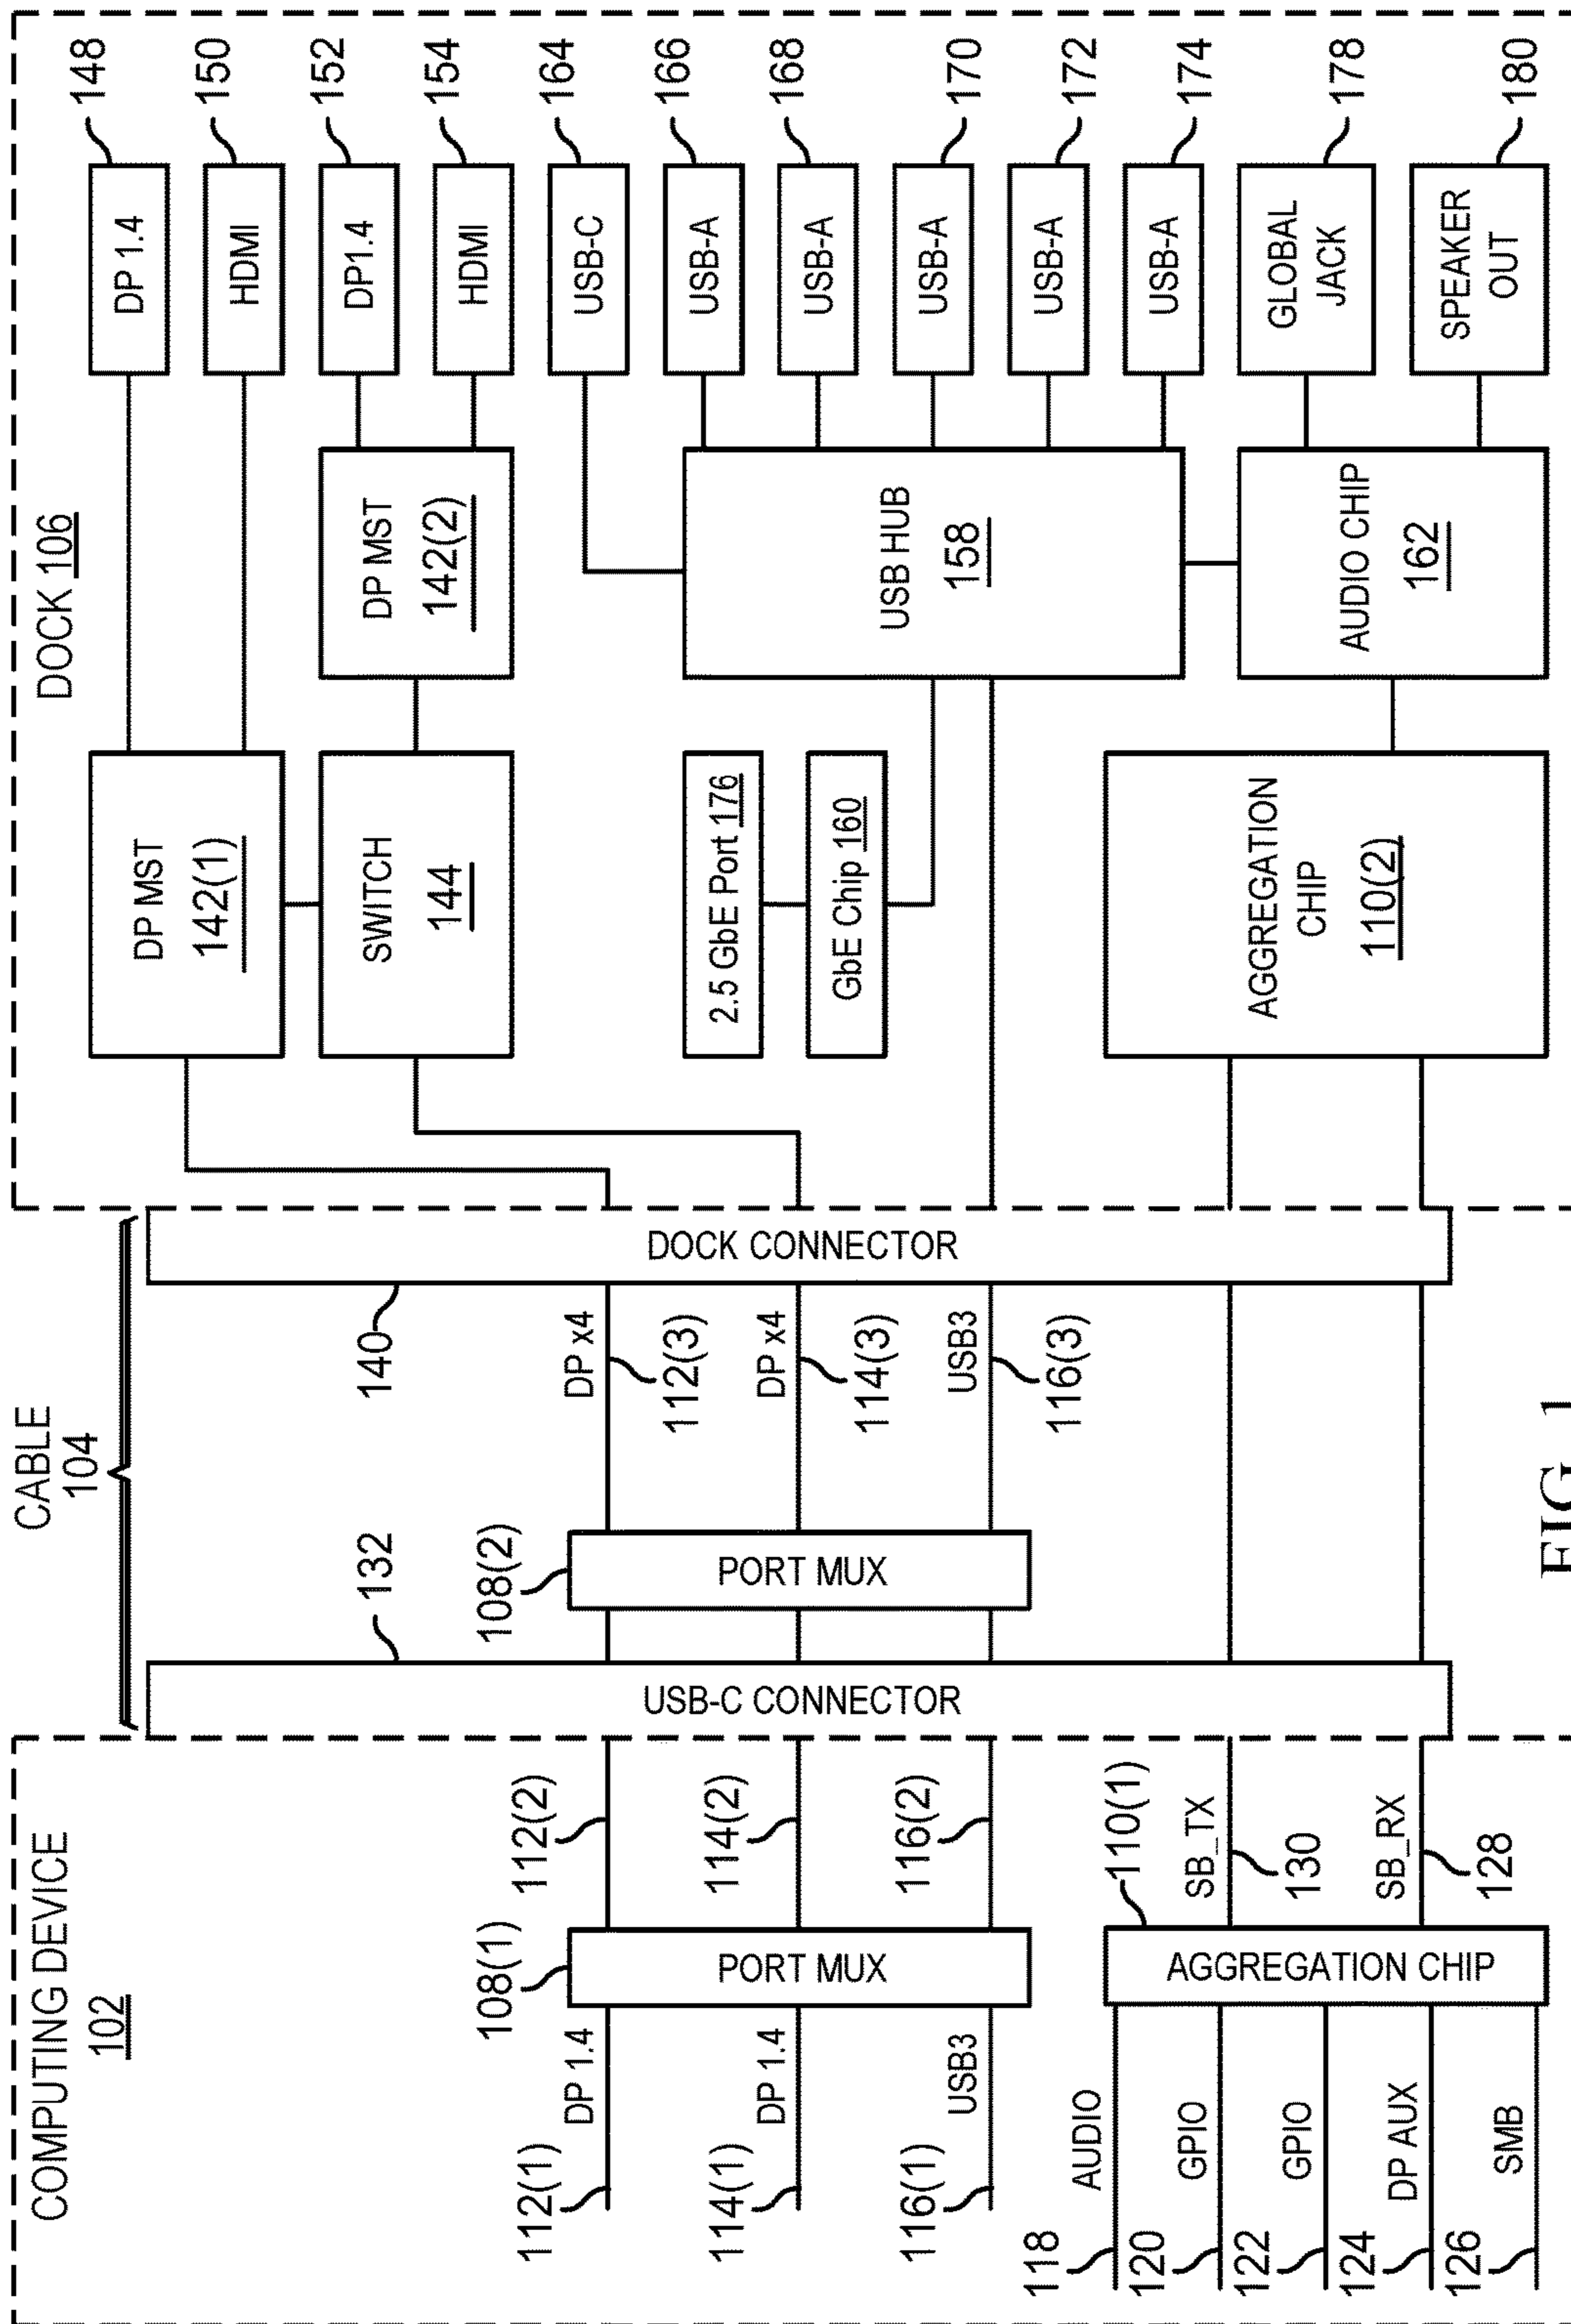 COMPUTING DEVICE
102
CABLE
104
DOCK 106
112(1)
DP 1.4
108(1)
112(2)
114(1)
DP 1.4
114(2)
116(1)
USB3
116(2)
PORT MUX
118
AUDIO
120
GPIO
122
GPIO
124
DP AUX
126
SMB
110(1)
AGGREGATION CHIP
SB_TX
130
SB_RX
128
132
USB-C CONNECTOR
108(2)
PORT MUX
140
DP x4
112(3)
DP x4
114(3)
USB3
116(3)
DOCK CONNECTOR
DP MST
142(1)
SWITCH
144
2.5 GbE Port 176
GbE Chip 160
AGGREGATION
CHIP
110(2)
DP MST
142(2)
USB HUB
158
AUDIO CHIP
162
DP 1.4
148
HDMI
150
DP1.4
152
HDMI
154
USB-C
164
USB-A
166
USB-A
168
USB-A
170
USB-A
172
USB-A
174
GLOBAL
JACK
178
SPEAKER
OUT
180
FIG. 1